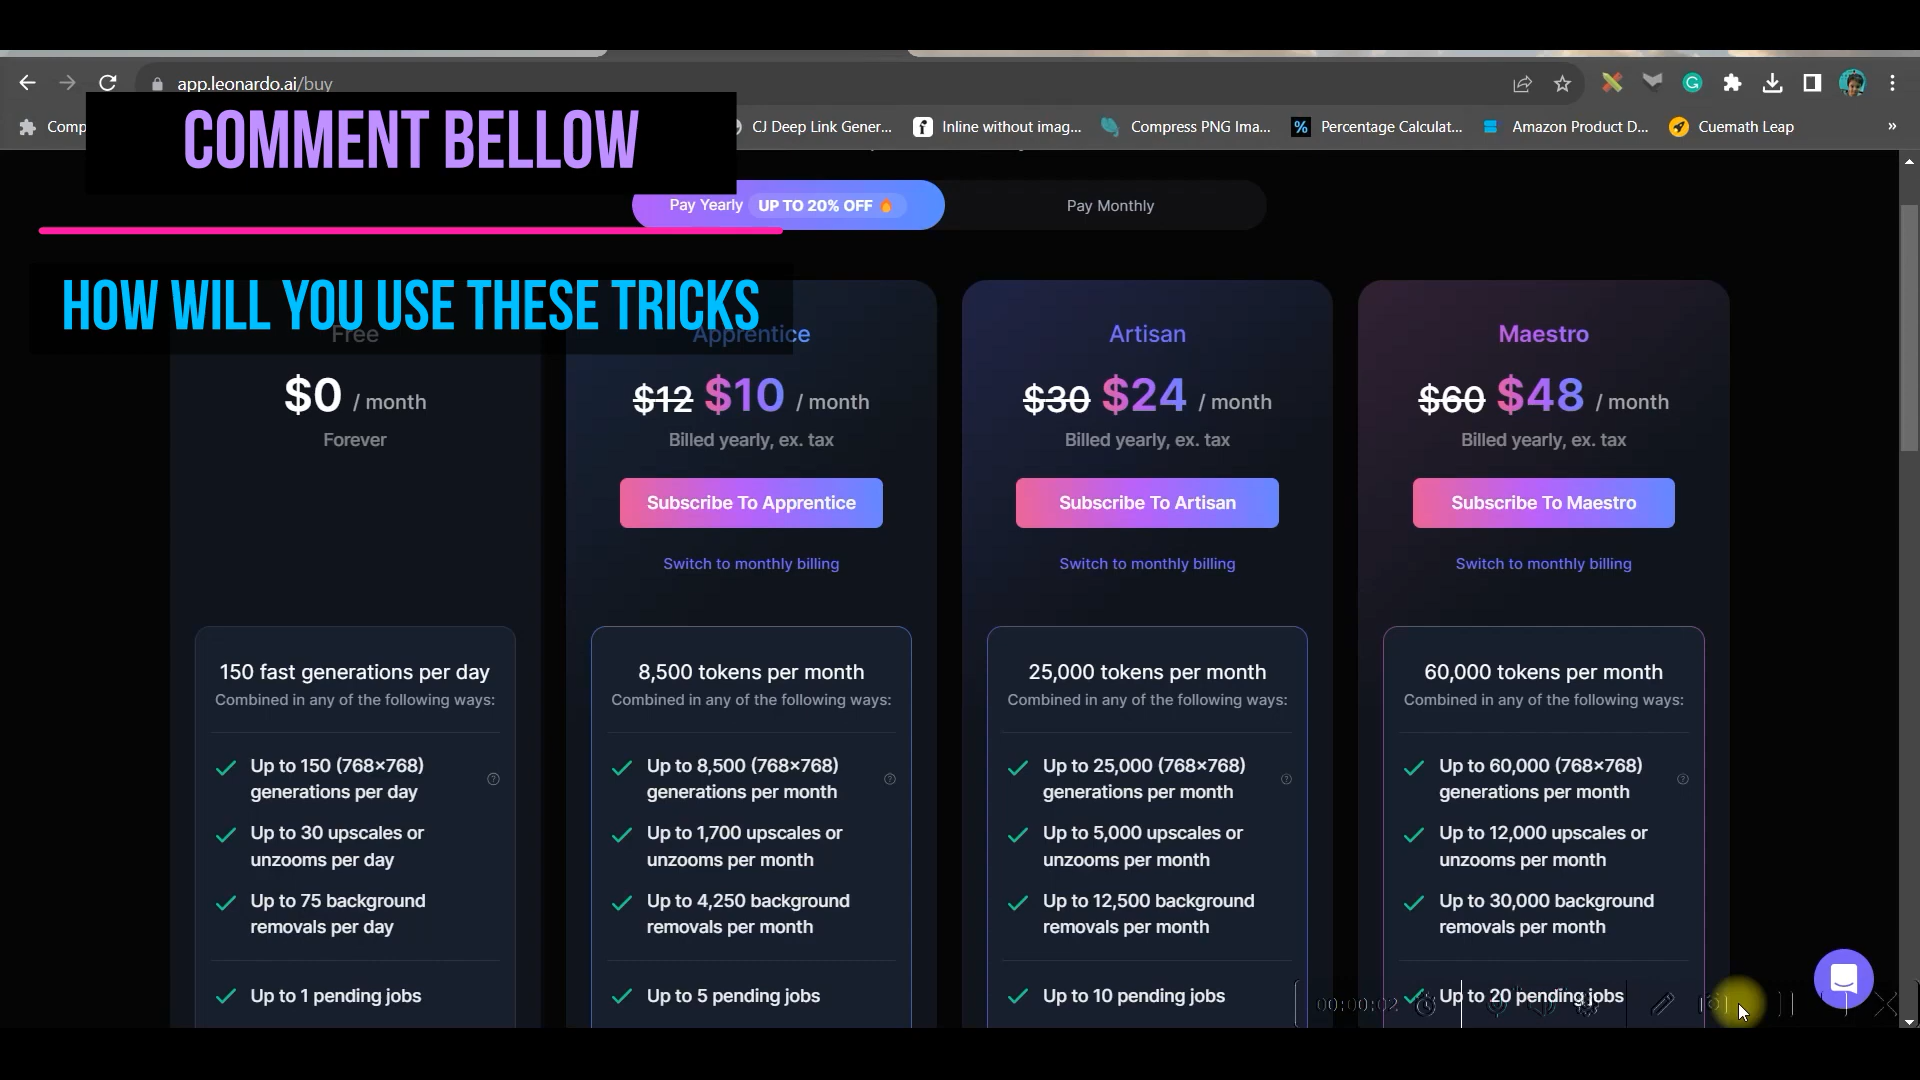 app.leonardo.ai/buy
Comp
CJ Deep Link Gener...
Inline without imag...
Compress PNG Ima...
Percentage Calculat...
Amazon Product D...
Cuemath Leap
»
COMMENT BELLOW
HOW WILL YOU USE THESE TRICKS
Pay Yearly UP TO 20% OFF
Pay Monthly
Free
$0 / month
Forever
150 fast generations per day
Combined in any of the following ways:
Up to 150 (768×768)
generations per day
Up to 30 upscales or
unzooms per day
Up to 75 background
removals per day
Up to 1 pending jobs
Apprentice
$12 $10 / month
Billed yearly, ex. tax
Subscribe To Apprentice
Switch to monthly billing
8,500 tokens per month
Combined in any of the following ways:
Up to 8,500 (768×768)
generations per month
Up to 1,700 upscales or
unzooms per month
Up to 4,250 background
removals per month
Up to 5 pending jobs
Artisan
$30 $24 / month
Billed yearly, ex. tax
Subscribe To Artisan
Switch to monthly billing
25,000 tokens per month
Combined in any of the following ways:
Up to 25,000 (768×768)
generations per month
Up to 5,000 upscales or
unzooms per month
Up to 12,500 background
removals per month
Up to 10 pending jobs
Maestro
$60 $48 / month
Billed yearly, ex. tax
Subscribe To Maestro
Switch to monthly billing
60,000 tokens per month
Combined in any of the following ways:
Up to 60,000 (768×768)
generations per month
Up to 12,000 upscales or
unzooms per month
Up to 30,000 background
removals per month
Up to 20 pending jobs
00:00:02